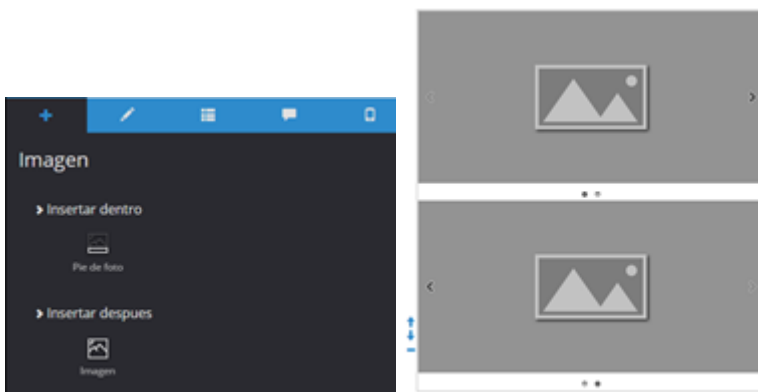 Imagen
Insertar dentro
Pie de foto
Insertar despues
Imagen